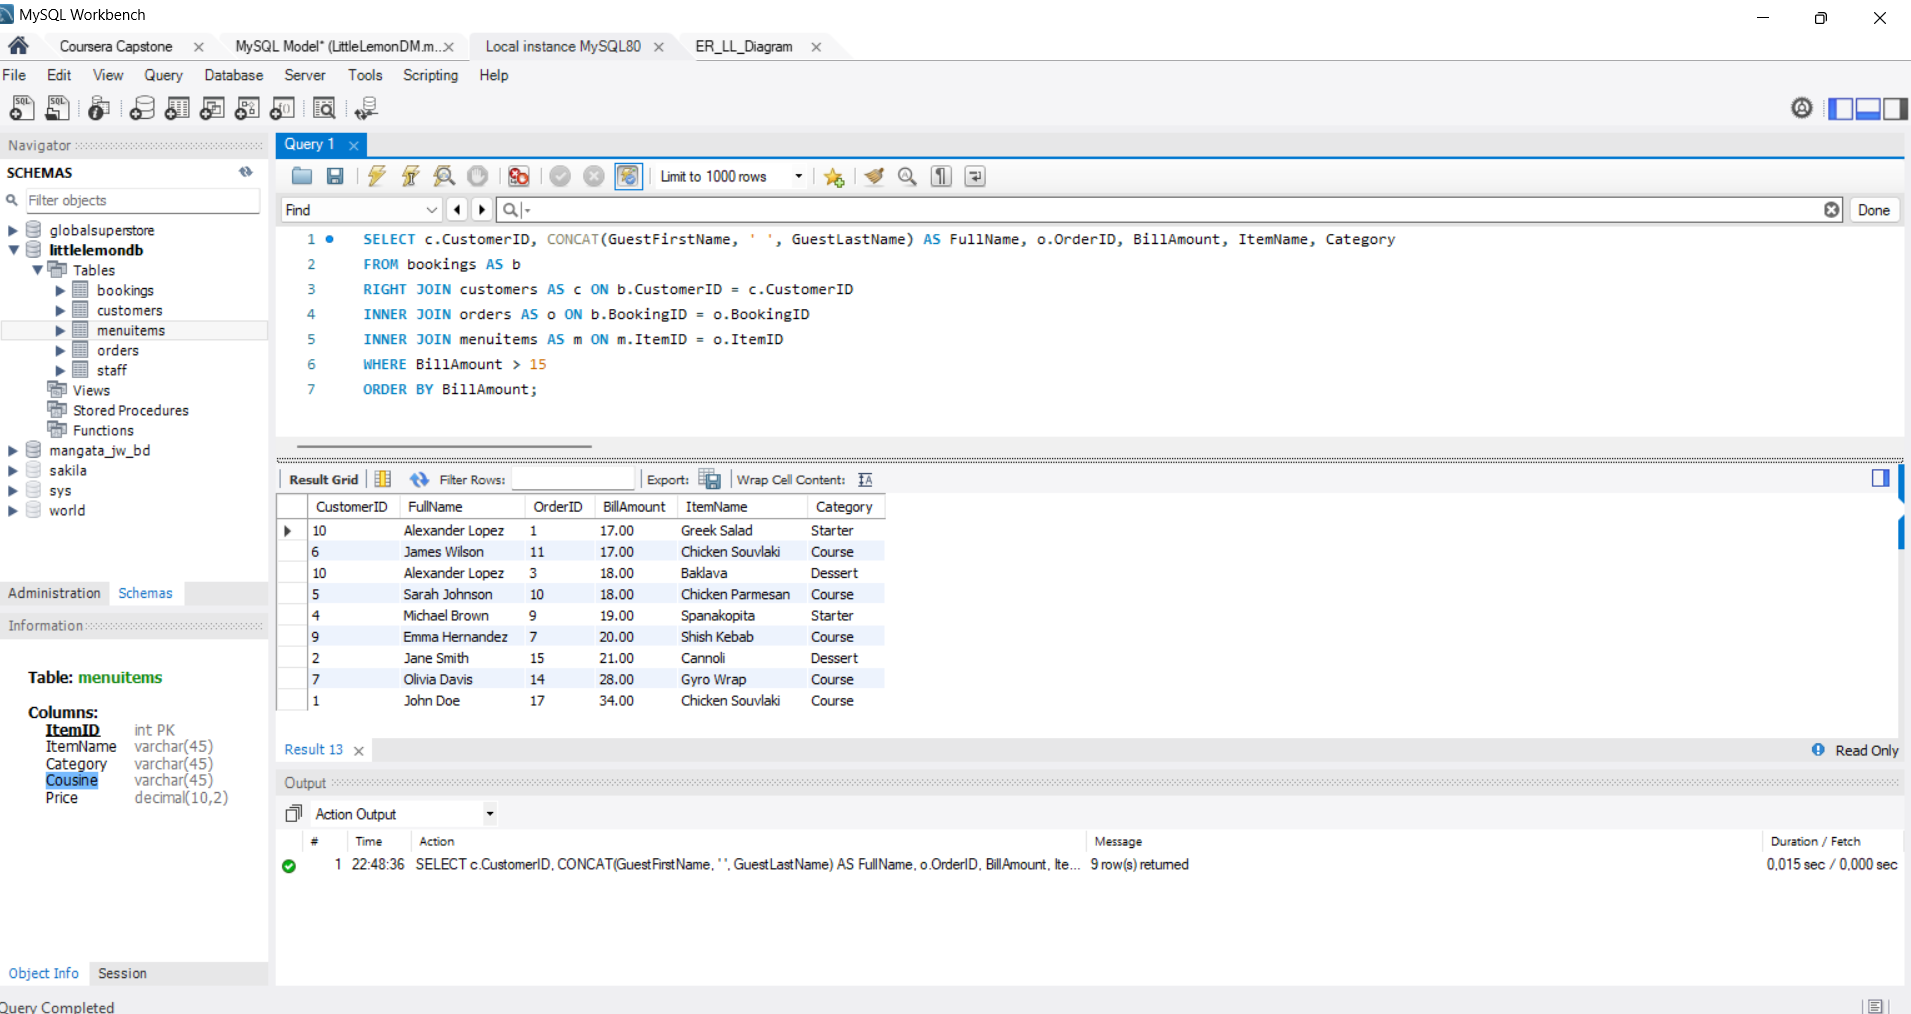 MySQL Workbench
Coursera Capstone
MySQL Model* (LittleLemonDM.m...
Local instance MySQL80
ER_LL_Diagram
File Edit View Query Database Server Tools Scripting Help
Navigator
SCHEMAS
Filter objects
globalsuperstore
littlelemondb
Tables
bookings
customers
menuitems
orders
staff
Views
Stored Procedures
Functions
mangata_jw_bd
sakila
sys
world
Administration Schemas
Information
Table: menuitems
Columns:
ItemID int PK
ItemName varchar(45)
Category varchar(45)
Cousine varchar(45)
Price decimal(10,2)
Object Info Session
Query Completed
Query 1
Limit to 1000 rows
Find
Done
1 SELECT c.CustomerID, CONCAT(GuestFirstName, ' ', GuestLastName) AS FullName, o.OrderID, BillAmount, ItemName, Category
2 FROM bookings AS b
3 RIGHT JOIN customers AS c ON b.CustomerID = c.CustomerID
4 INNER JOIN orders AS o ON b.BookingID = o.BookingID
5 INNER JOIN menuitems AS m ON m.ItemID = o.ItemID
6 WHERE BillAmount > 15
7 ORDER BY BillAmount;
Result Grid Filter Rows: Export: Wrap Cell Content:
CustomerID FullName OrderID BillAmount ItemName Category
10 Alexander Lopez 1 17.00 Greek Salad Starter
6 James Wilson 11 17.00 Chicken Souvlaki Course
10 Alexander Lopez 3 18.00 Baklava Dessert
5 Sarah Johnson 10 18.00 Chicken Parmesan Course
4 Michael Brown 9 19.00 Spanakopita Starter
9 Emma Hernandez 7 20.00 Shish Kebab Course
2 Jane Smith 15 21.00 Cannoli Dessert
7 Olivia Davis 14 28.00 Gyro Wrap Course
1 John Doe 17 34.00 Chicken Souvlaki Course
Result 13
Read Only
Output
Action Output
# Time Action Message Duration / Fetch
1 22:48:36 SELECT c.CustomerID, CONCAT(GuestFirstName, ' ', GuestLastName) AS FullName, o.OrderID, BillAmount, Ite... 9 row(s) returned 0,015 sec / 0,000 sec